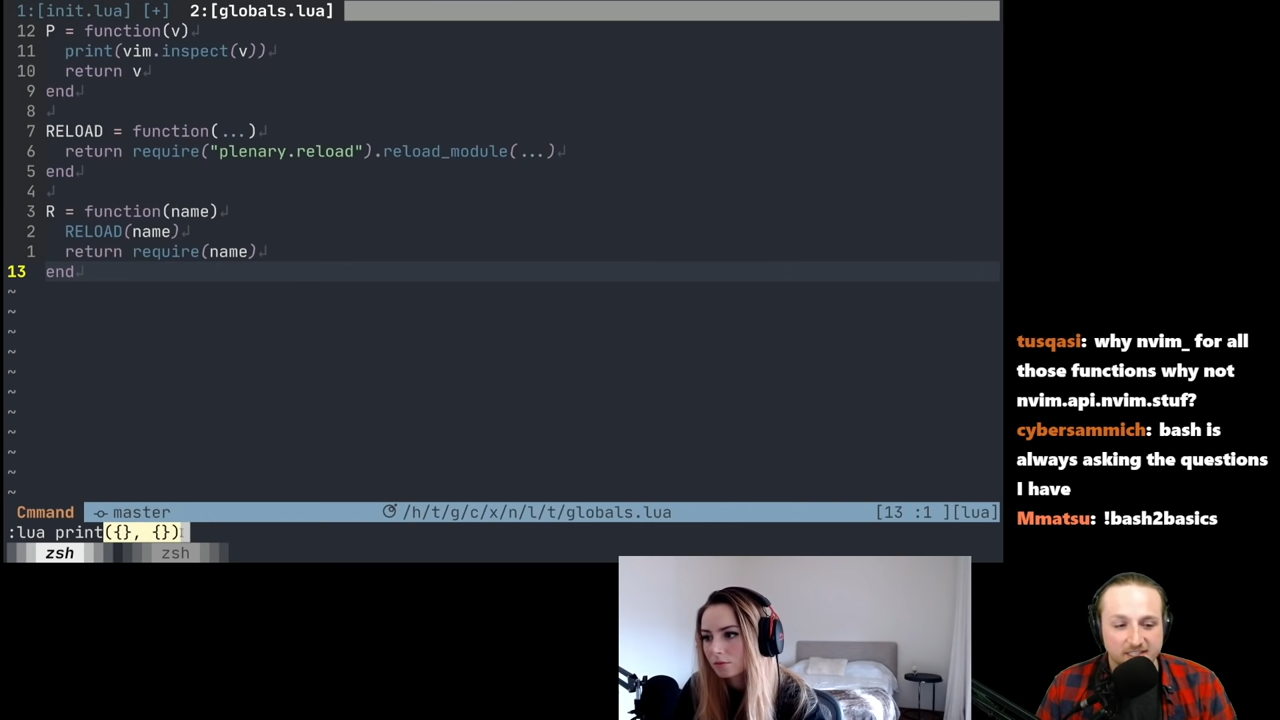 1:[init.lua] [+] 2:[globals.lua]
12 P = function(v)↲
11 print(vim.inspect(v))↲
10 return v↲
9 end↲
8 ↲
7 RELOAD = function(...)↲
6 return require("plenary.reload").reload_module(...)↲
5 end↲
4 ↲
3 R = function(name)↲
2 RELOAD(name)↲
1 return require(name)↲
13 end↲
~
~
~
~
~
~
~
~
~
~
~
Cmmand master /h/t/g/c/x/n/l/t/globals.lua [13 :1 ][lua]
:lua print({}, {})
zsh zsh
tusqasi: why nvim_ for all
those functions why not
nvim.api.nvim.stuf?
cybersammich: bash is
always asking the questions
I have
Mmatsu: !bash2basics